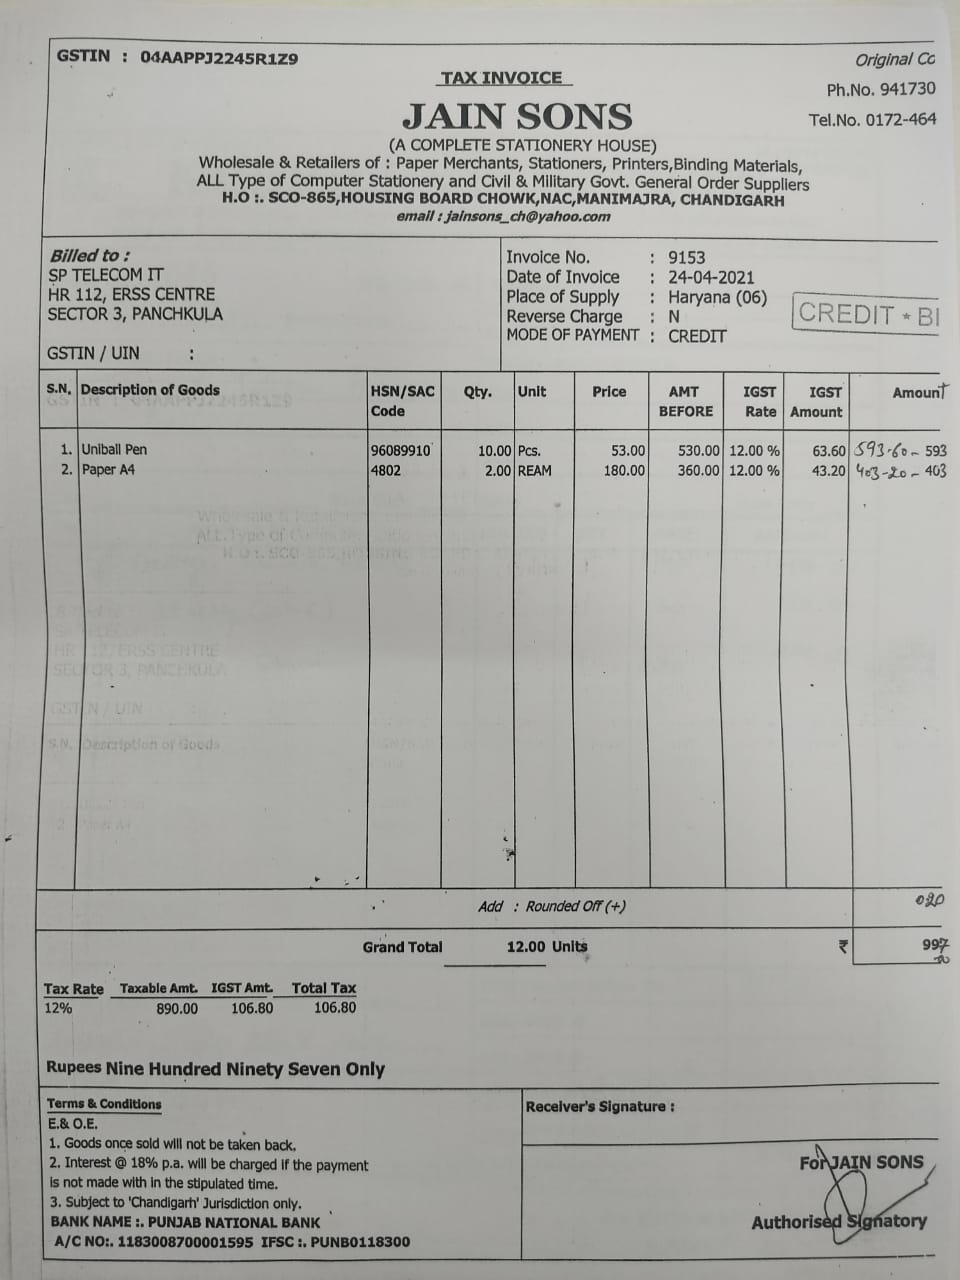 GSTIN : 04AAPPJ2245R1Z9
Original
Ph.No. 941730
Tel.No. 0172-464
TAX INVOICE
JAIN SONS
(A COMPLETE STATIONERY HOUSE)
Wholesale & Retailers of : Paper Merchants, Stationers, Printers,Binding Materials,
ALL Type of Computer Stationery and Civil & Military Govt. General Order Suppliers
H.O :. SCO-865,HOUSING BOARD CHOWK,NAC,MANIMAJRA, CHANDIGARH
email : jainsons_ch@yahoo.com
Billed to :
SP TELECOM IT
HR 112, ERSS CENTRE
SECTOR 3, PANCHKULA
GSTIN / UIN :
Invoice No. : 9153
Date of Invoice : 24-04-2021
Place of Supply : Haryana (06)
Reverse Charge : N
MODE OF PAYMENT : CREDIT
CREDIT * BI
S.N. Description of Goods HSN/SAC Code Qty. Unit Price AMT BEFORE IGST Rate IGST Amount Amount
1. Uniball Pen 96089910 10.00 Pcs. 53.00 530.00 12.00 % 63.60 593-60 - 593
2. Paper A4 4802 2.00 REAM 180.00 360.00 12.00 % 43.20 403-20 - 403
Add : Rounded Off (+)
Grand Total 12.00 Units ₹ 997
Tax Rate Taxable Amt. IGST Amt. Total Tax
12% 890.00 106.80 106.80
Rupees Nine Hundred Ninety Seven Only
Terms & Conditions
E.& O.E.
1. Goods once sold will not be taken back.
2. Interest @ 18% p.a. will be charged if the payment
is not made with in the stipulated time.
3. Subject to 'Chandigarh' Jurisdiction only.
BANK NAME :. PUNJAB NATIONAL BANK
A/C NO:. 1183008700001595 IFSC :. PUNB0118300
Receiver's Signature :
For JAIN SONS
Authorised Signatory